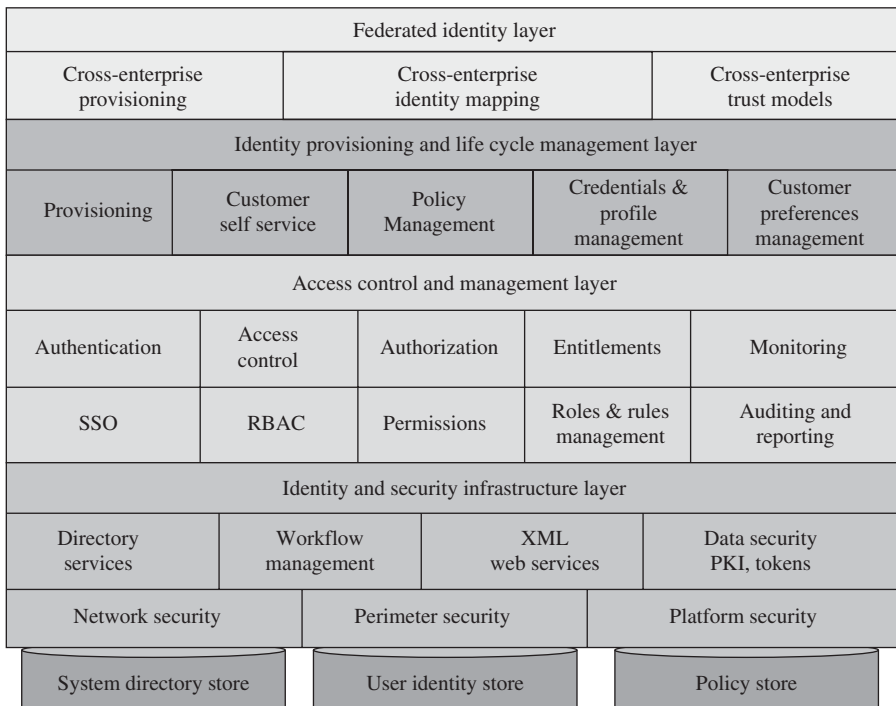 Federated identity layer
Cross-enterprise
provisioning
Cross-enterprise
identity mapping
Cross-enterprise
trust models
Identity provisioning and life cycle management layer
Provisioning
Customer
self service
Policy
Management
Credentials &
profile
management
Customer
preferences
management
Access control and management layer
Authentication
Access
control
Authorization
Entitlements
Monitoring
SSO
RBAC
Permissions
Roles & rules
management
Auditing and
reporting
Identity and security infrastructure layer
Directory
services
Workflow
management
XML
web services
Data security
PKI, tokens
Network security
Perimeter security
Platform security
System directory store
User identity store
Policy store